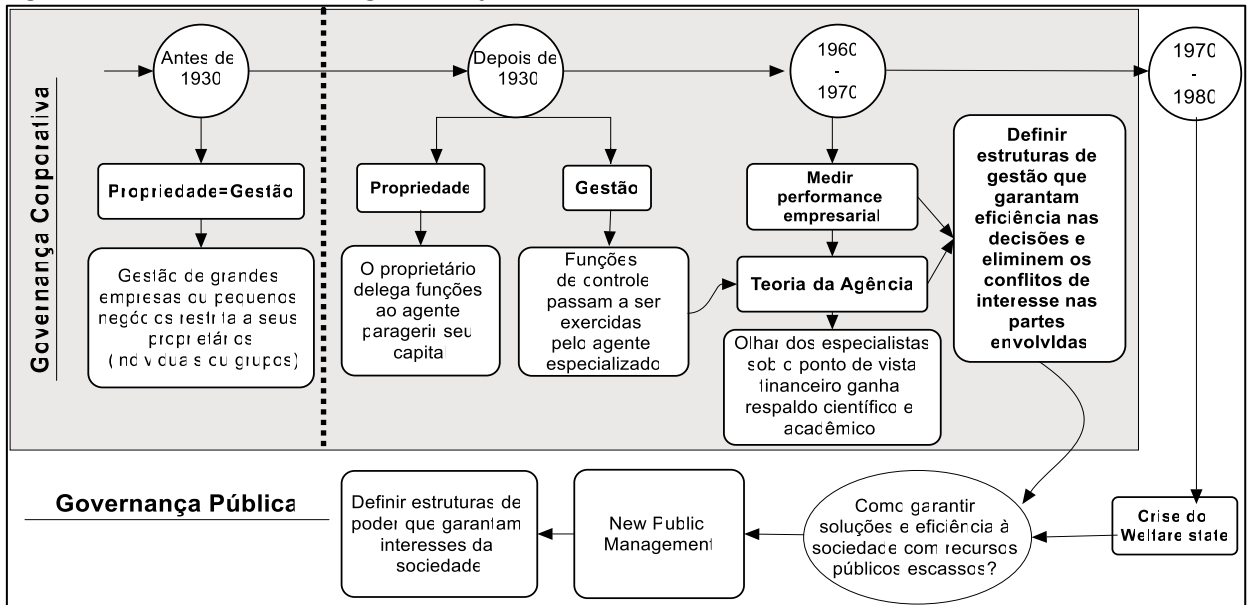 Governança Corporativa
Antes de
1930
Depois de
1930
1960
-
1970
1970
-
1980
Propriedade=Gestão
Gestão de grandes
empresas ou pequenos
negócios restrita a seus
proprietários
(individuais ou grupos)
Propriedade
O proprietário
delega funções
ao agente
paragerir seu
capital
Gestão
Funções
de controle
passam a ser
exercidas
pelo agente
especializado
Medir
performance
empresarial
Teoria da Agência
Olhar dos especialistas
sob o ponto de vista
financeiro ganha
respaldo científico e
acadêmico
Definir
estruturas de
gestão que
garantam
eficiência nas
decisões e
eliminem os
conflitos de
interesse nas
partes
envolvidas
Governança Pública
Definir estruturas de
poder que garantam
interesses da
sociedade
New Public
Management
Como garantir
soluções e eficiência à
sociedade com recursos
públicos escassos?
Crise do
Welfare state